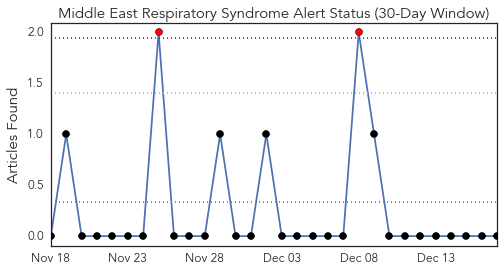 Middle East Respiratory Syndrome Alert Status (30-Day Window)
Articles Found
2.0
1.5
1.0
0.5
0.0
Nov 18 Nov 23 Nov 28 Dec 03 Dec 08 Dec 13